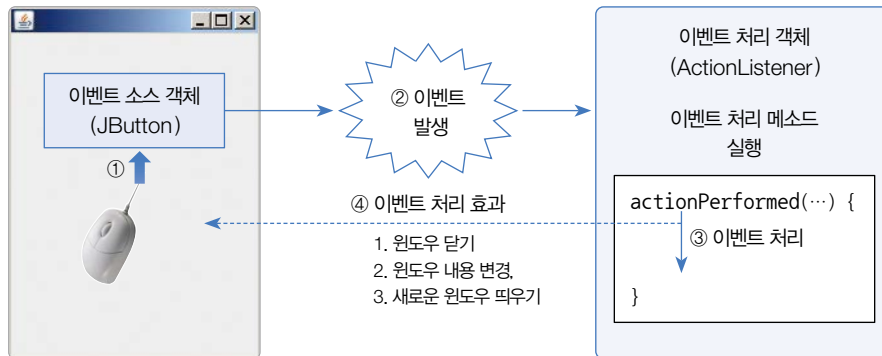 이벤트 소스 객체
(JButton)
①
② 이벤트
발생
④ 이벤트 처리 효과
1. 윈도우 닫기
2. 윈도우 내용 변경,
3. 새로운 윈도우 띄우기
이벤트 처리 객체
(ActionListener)
이벤트 처리 메소드
실행
actionPerformed(…) {
③ 이벤트 처리
}